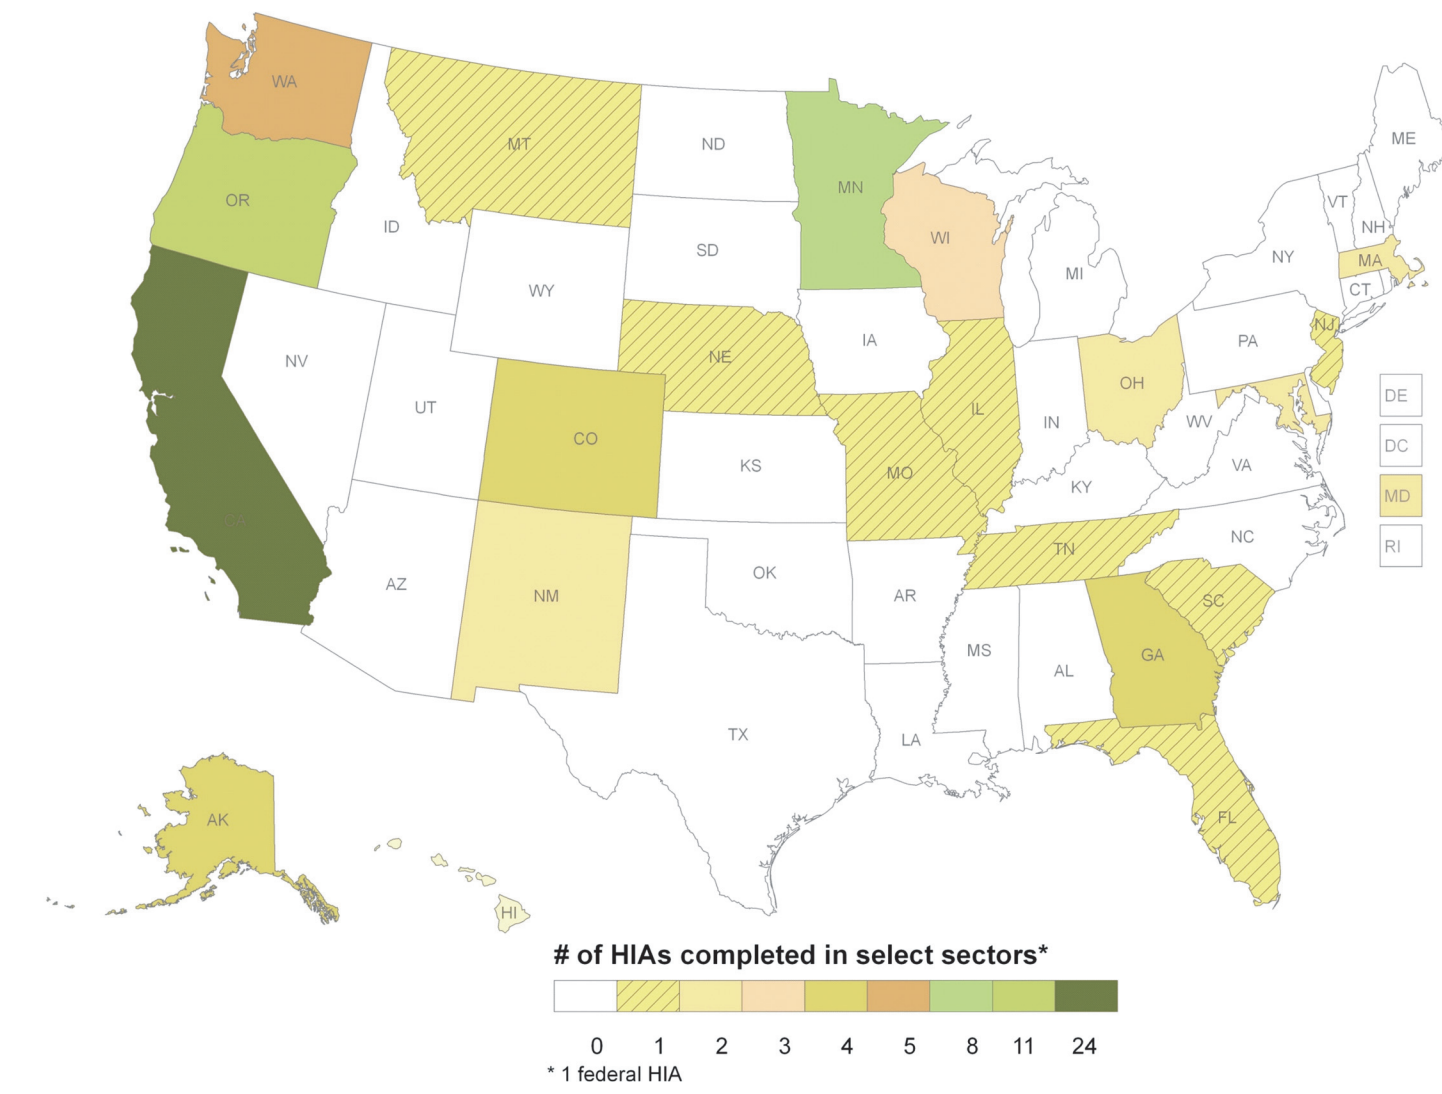 WA
ME
MT
ND
MN
VT
OR
ID
NH
WI
SD
NY
MA
MI
WY
CT
NJ
IA
PA
NE
NV
OH
DE
UT
IL
IN
WV
CO
DC
KS
MO
VA
KY
MD
CA
NC
TN
RI
OK
AZ
NM
AR
SC
MS
GA
AL
TX
LA
AK
FL
HI
# of HIAs completed in select sectors*
0 1 2 3 4 5 8 11 24
* 1 federal HIA